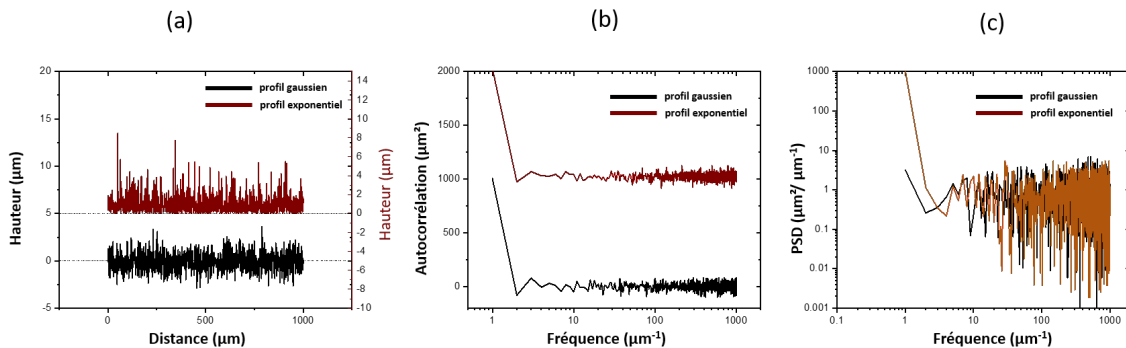 (a)
(b)
(c)
20
15
10
5
0
-5
Hauteur (µm)
profil gaussien
profil exponentiel
14
12
10
8
6
4
2
0
-2
-4
-6
-8
-10
Hauteur (µm)
0
500
1000
Distance (µm)
2000
1500
1000
500
0
Autocorrélation (µm²)
profil gaussien
profil exponentiel
1
10
100
1000
Fréquence (µm⁻¹)
1000
100
10
1
0.1
0.01
0.001
PSD (µm²/ µm⁻¹)
profil gaussien
profil exponentiel
0.1
1
10
100
1000
Fréquence (µm⁻¹)